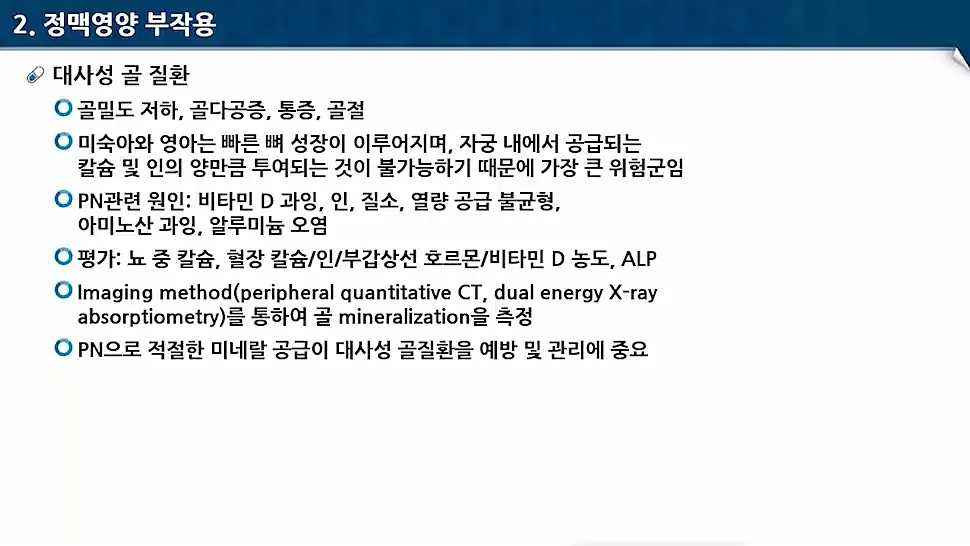 2. 정맥영양 부작용
대사성 골 질환
골밀도 저하, 골다공증, 통증, 골절
미숙아와 영아는 빠른 뼈 성장이 이루어지며, 자궁 내에서 공급되는
칼슘 및 인의 양만큼 투여되는 것이 불가능하기 때문에 가장 큰 위험군임
PN관련 원인: 비타민 D 과잉, 인, 질소, 열량 공급 불균형,
아미노산 과잉, 알루미늄 오염
평가: 뇨 중 칼슘, 혈장 칼슘/인/부갑상선 호르몬/비타민 D 농도, ALP
Imaging method(peripheral quantitative CT, dual energy X-ray
absorptiometry)를 통하여 골 mineralization을 측정
PN으로 적절한 미네랄 공급이 대사성 골질환을 예방 및 관리에 중요